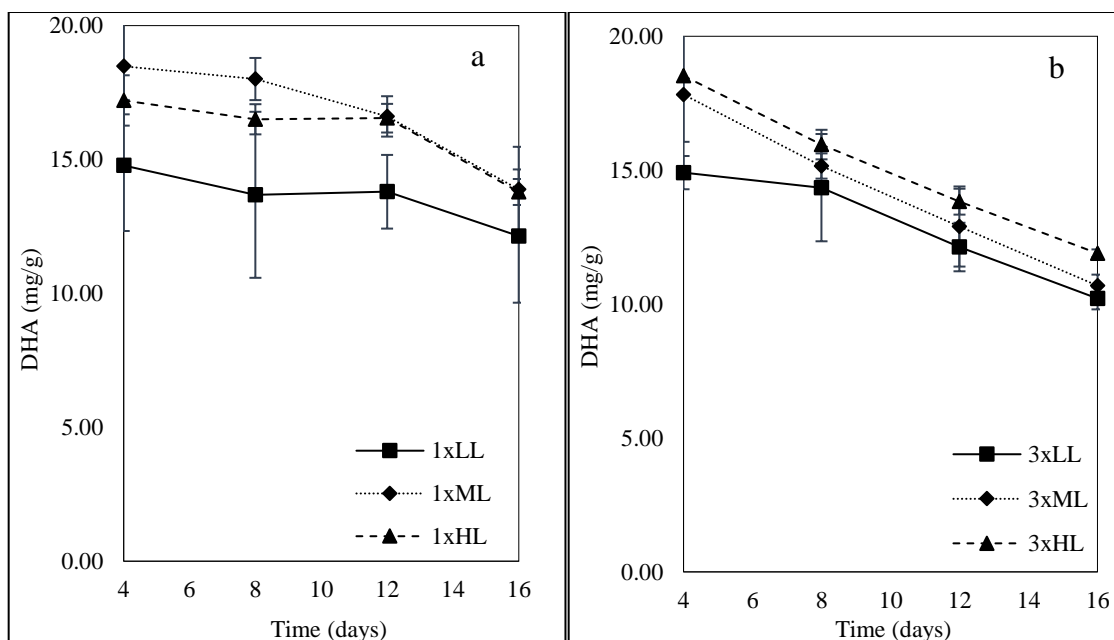 a
20.00
15.00
10.00
5.00
0.00
DHA (mg/g)
1xLL
1xML
1xHL
4 6 8 10 12 14 16
Time (days)
b
20.00
15.00
10.00
5.00
0.00
DHA (mg/g)
3xLL
3xML
3xHL
4 6 8 10 12 14 16
Time (days)